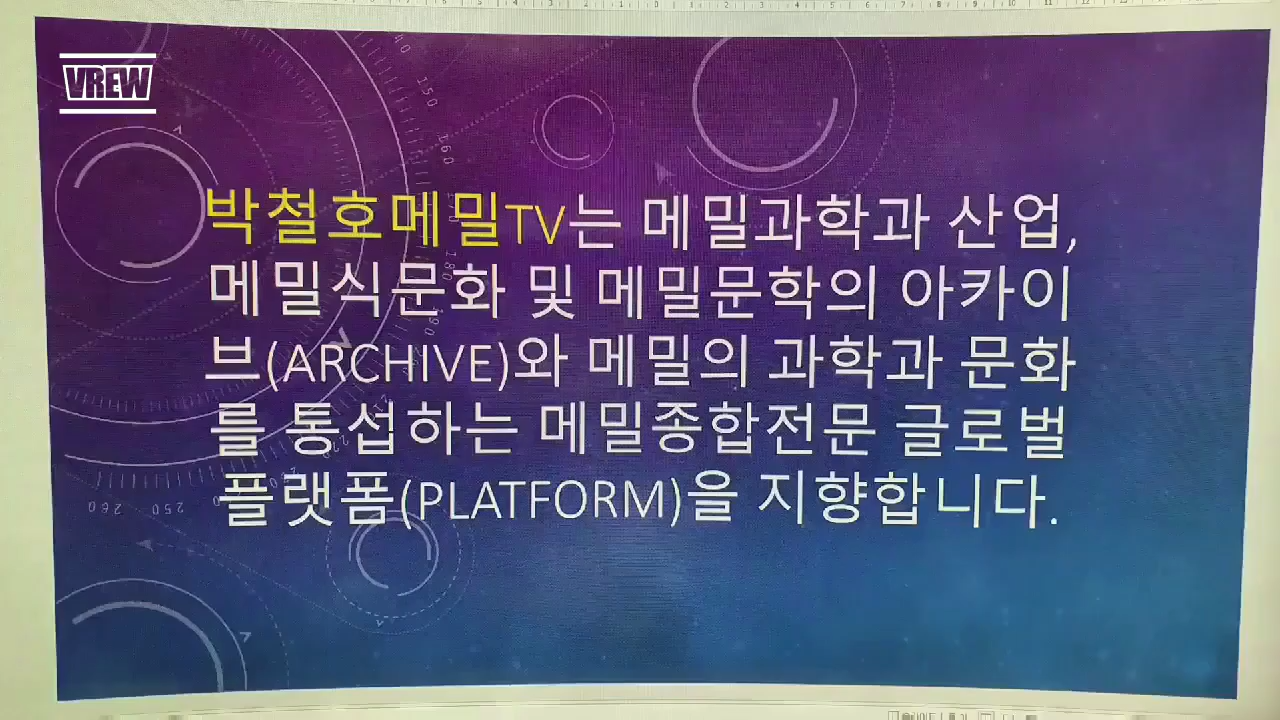 VREW
박철호메밀TV는 메밀과학과 산업,
메밀식문화 및 메밀문학의 아카이
브(ARCHIVE)와 메밀의 과학과 문화
를 통섭하는 메밀종합전문 글로벌
플랫폼(PLATFORM)을 지향합니다.